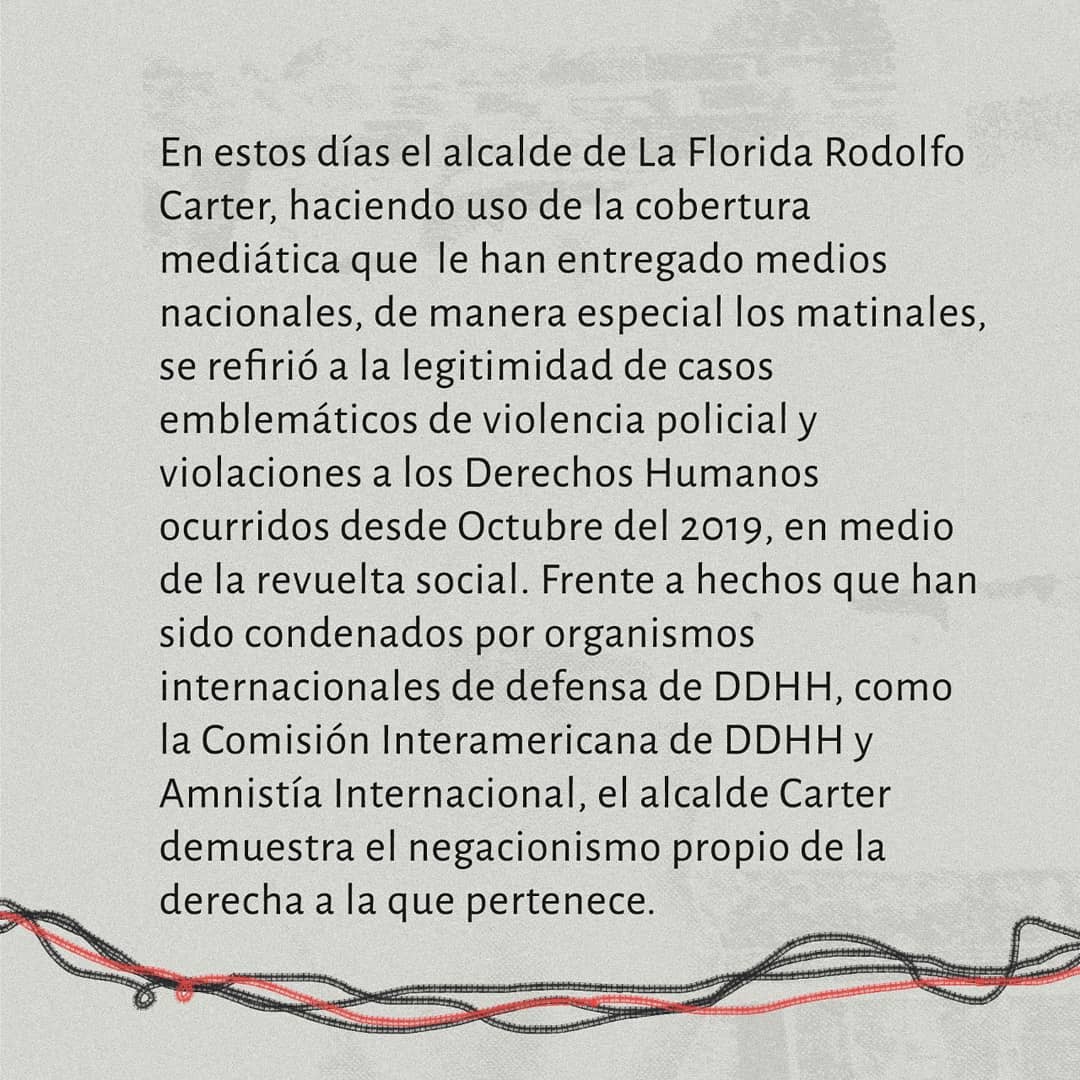 En estos días el alcalde de La Florida Rodolfo
Carter, haciendo uso de la cobertura
mediática que  le han entregado medios
nacionales, de manera especial los matinales,
se refirió a la legitimidad de casos
emblemáticos de violencia policial y
violaciones a los Derechos Humanos
ocurridos desde Octubre del 2019, en medio
de la revuelta social. Frente a hechos que han
sido condenados por organismos
internacionales de defensa de DDHH, como
la Comisión Interamericana de DDHH y
Amnistía Internacional, el alcalde Carter
demuestra el negacionismo propio de la
derecha a la que pertenece.